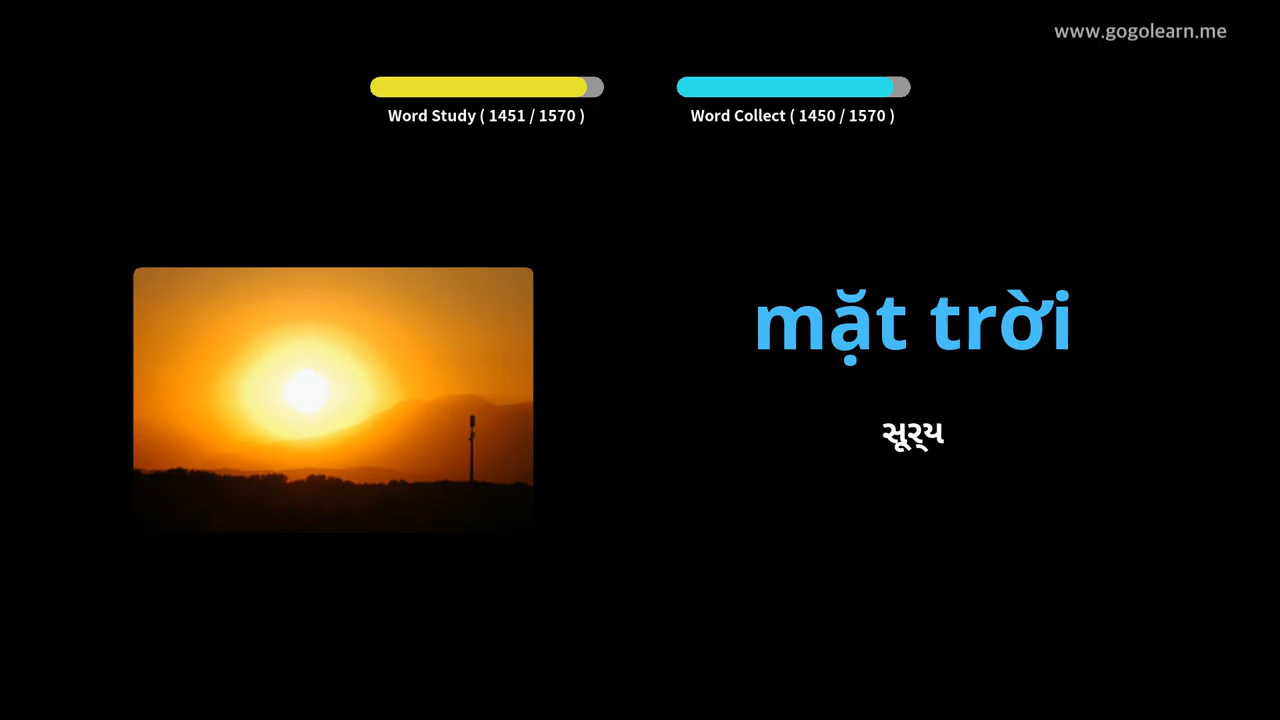 www.gogolearn.me
Word Study ( 1451 / 1570 )
Word Collect ( 1450 / 1570 )
mặt trời
સૂર્ય